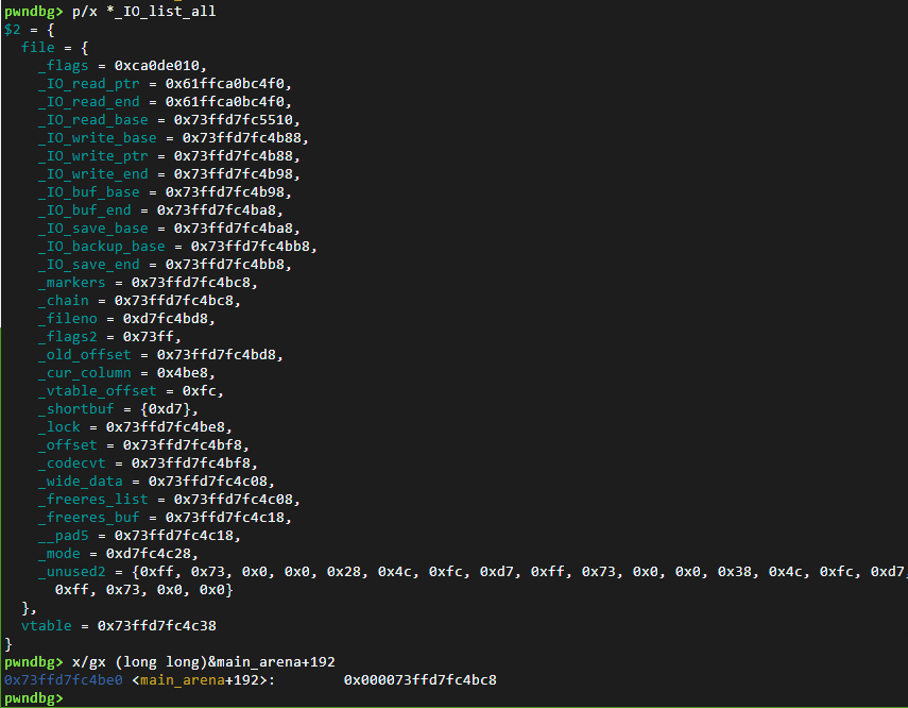 pwndbg> p/x *_IO_list_all
$2 = {
  file = {
    _flags = 0xca0de010,
    _IO_read_ptr = 0x61ffca0bc4f0,
    _IO_read_end = 0x61ffca0bc4f0,
    _IO_read_base = 0x73ffd7fc5510,
    _IO_write_base = 0x73ffd7fc4b88,
    _IO_write_ptr = 0x73ffd7fc4b88,
    _IO_write_end = 0x73ffd7fc4b98,
    _IO_buf_base = 0x73ffd7fc4b98,
    _IO_buf_end = 0x73ffd7fc4ba8,
    _IO_save_base = 0x73ffd7fc4ba8,
    _IO_backup_base = 0x73ffd7fc4bb8,
    _IO_save_end = 0x73ffd7fc4bb8,
    _markers = 0x73ffd7fc4bc8,
    _chain = 0x73ffd7fc4bc8,
    _fileno = 0xd7fc4bd8,
    _flags2 = 0x73ff,
    _old_offset = 0x73ffd7fc4bd8,
    _cur_column = 0x4be8,
    _vtable_offset = 0xfc,
    _shortbuf = {0xd7},
    _lock = 0x73ffd7fc4be8,
    _offset = 0x73ffd7fc4bf8,
    _codecvt = 0x73ffd7fc4bf8,
    _wide_data = 0x73ffd7fc4c08,
    _freeres_list = 0x73ffd7fc4c08,
    _freeres_buf = 0x73ffd7fc4c18,
    __pad5 = 0x73ffd7fc4c18,
    _mode = 0xd7fc4c28,
    _unused2 = {0xff, 0x73, 0x0, 0x0, 0x28, 0x4c, 0xfc, 0xd7, 0xff, 0x73, 0x0, 0x0, 0x38, 0x4c, 0xfc, 0xd7,
      0xff, 0x73, 0x0, 0x0}
  },
  vtable = 0x73ffd7fc4c38
}
pwndbg> x/gx (long long)&main_arena+192
0x73ffd7fc4be0 <main_arena+192>:        0x000073ffd7fc4bc8
pwndbg>